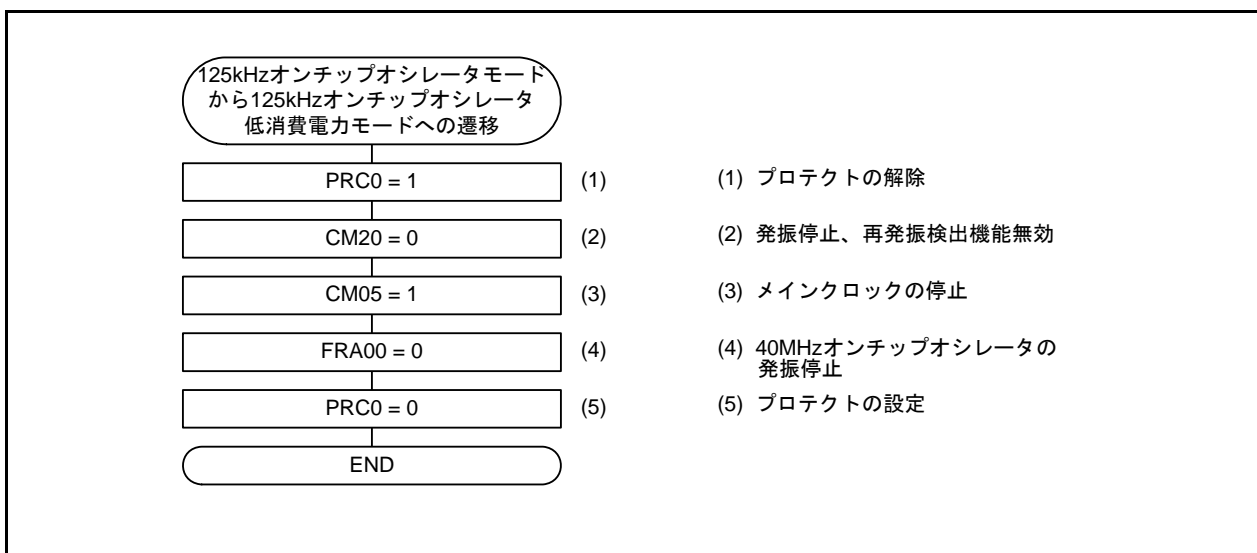 125kHzオンチップオシレータモード
から125kHzオンチップオシレータ
低消費電力モードへの遷移
PRC0 = 1
(1)
(1) プロテクトの解除
CM20 = 0
(2)
(2) 発振停止、再発振検出機能無効
CM05 = 1
(3)
(3) メインクロックの停止
FRA00 = 0
(4)
(4) 40MHzオンチップオシレータの
発振停止
PRC0 = 0
(5)
(5) プロテクトの設定
END